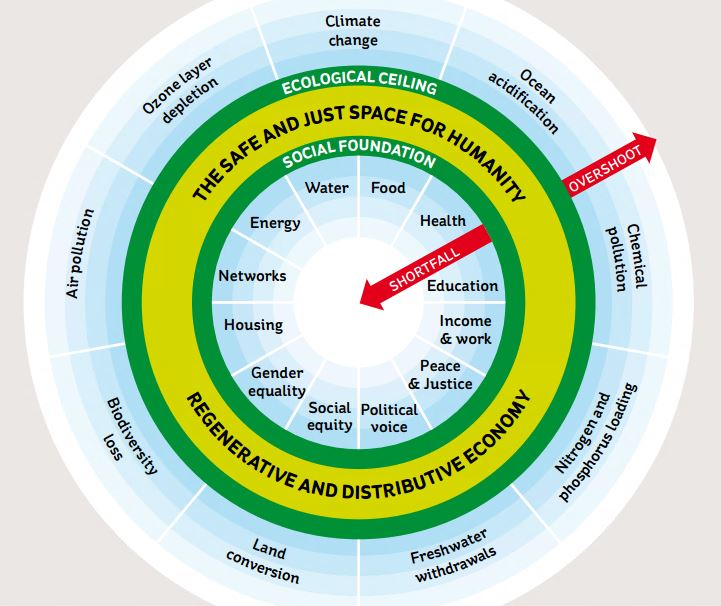 Climate
change
Ozone layer
depletion
Ocean
acidification
ECOLOGICAL CEILING
THE SAFE AND JUST SPACE FOR HUMANITY
SOCIAL FOUNDATION
OVERSHOOT
Water
Food
Energy
Health
Air pollution
Chemical
pollution
Networks
SHORTFALL
Education
Housing
Income
& work
Gender
equality
Peace
& Justice
Social
equity
Political
voice
REGENERATIVE AND DISTRIBUTIVE ECONOMY
Biodiversity
loss
Nitrogen and
phosphorus loading
Land
conversion
Freshwater
withdrawals